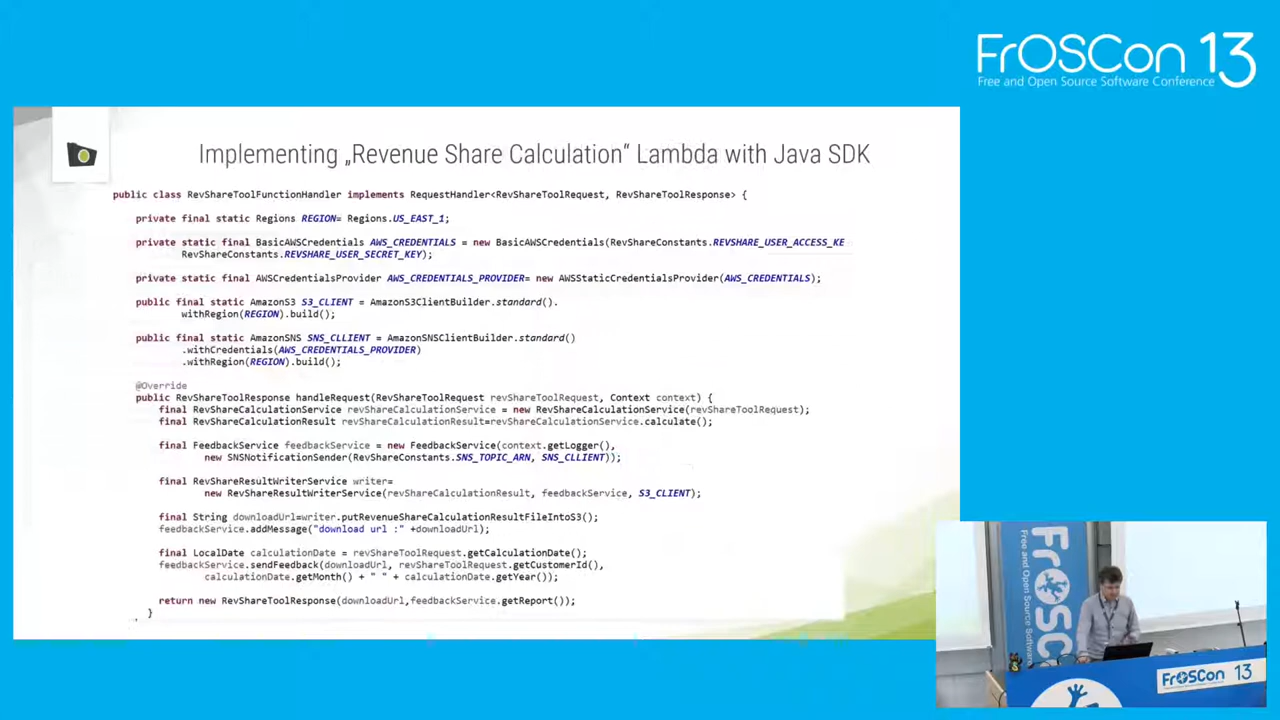 FrOSCon 13
Free and Open Source Software Conference
Implementing „Revenue Share Calculation“ Lambda with Java SDK
public class RevShareToolFunctionHandler implements RequestHandler<RevShareToolRequest, RevShareToolResponse> {
private final static Regions REGION= Regions.US_EAST_1;
private static final BasicAWSCredentials AWS_CREDENTIALS = new BasicAWSCredentials(RevShareConstants.REVSHARE_USER_ACCESS_KE
RevShareConstants.REVSHARE_USER_SECRET_KEY);
private static final AWSCredentialsProvider AWS_CREDENTIALS_PROVIDER= new AWSStaticCredentialsProvider(AWS_CREDENTIALS);
public final static AmazonS3 S3_CLIENT = AmazonS3ClientBuilder.standard().
withRegion(REGION).build();
public final static AmazonSNS SNS_CLLIENT = AmazonSNSClientBuilder.standard()
.withCredentials(AWS_CREDENTIALS_PROVIDER)
.withRegion(REGION).build();
@Override
public RevShareToolResponse handleRequest(RevShareToolRequest revShareToolRequest, Context context) {
final RevShareCalculationService revShareCalculationService = new RevShareCalculationService(revShareToolRequest);
final RevShareCalculationResult revShareCalculationResult=revShareCalculationService.calculate();
final FeedbackService feedbackService = new FeedbackService(context.getLogger(),
new SNSNotificationSender(RevShareConstants.SNS_TOPIC_ARN, SNS_CLLIENT));
final RevShareResultWriterService writer=
new RevShareResultWriterService(revShareCalculationResult, feedbackService, S3_CLIENT);
final String downloadUrl=writer.putRevenueShareCalculationResultFileIntoS3();
feedbackService.addMessage("download url :" +downloadUrl);
final LocalDate calculationDate = revShareToolRequest.getCalculationDate();
feedbackService.sendFeedback(downloadUrl, revShareToolRequest.getCustomerId(),
calculationDate.getMonth() + " " + calculationDate.getYear());
return new RevShareToolResponse(downloadUrl,feedbackService.getReport());
}
FrOSCon
Free and Open Source Software
FrOSCon 13